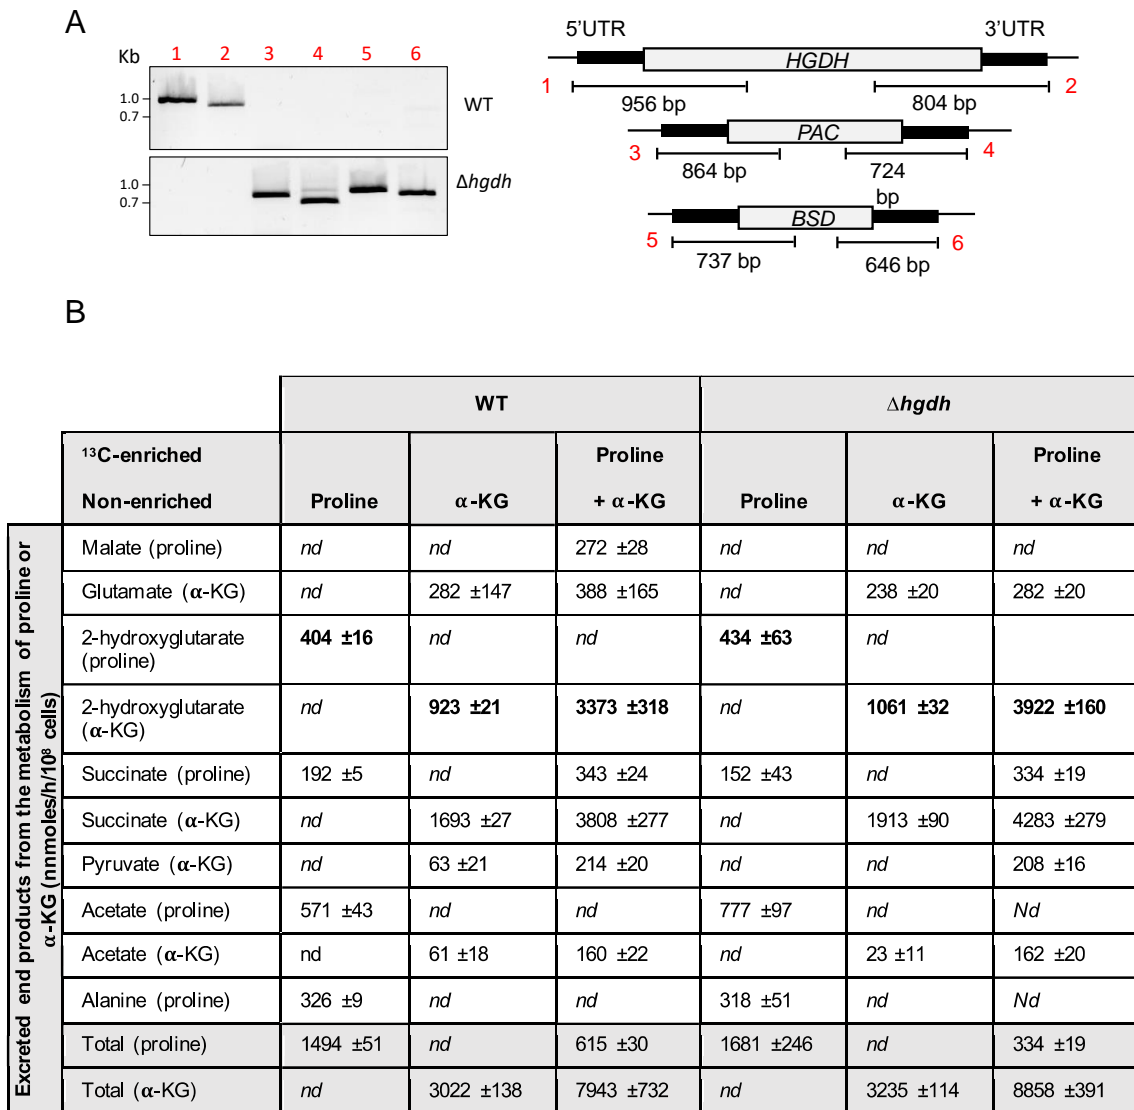 A
Kb
1 2 3 4 5 6
1.0
0.7
WT
1.0
0.7
Δhgdh
5'UTR 3'UTR
HGDH
1 2
956 bp 804 bp
PAC
3 4
864 bp 724
bp
BSD
5 6
737 bp 646 bp
B
WT Δhgdh
¹³C-enriched
Non-enriched
Proline α-KG Proline
+ α-KG Proline α-KG Proline
+ α-KG
Excreted end products from the metabolism of proline or
α-KG (nnmoles/h/10⁸ cells)
Malate (proline) nd nd 272 ±28 nd nd nd
Glutamate (α-KG) nd 282 ±147 388 ±165 nd 238 ±20 282 ±20
2-hydroxyglutarate
(proline) 404 ±16 nd nd 434 ±63 nd
2-hydroxyglutarate
(α-KG) nd 923 ±21 3373 ±318 nd 1061 ±32 3922 ±160
Succinate (proline) 192 ±5 nd 343 ±24 152 ±43 nd 334 ±19
Succinate (α-KG) nd 1693 ±27 3808 ±277 nd 1913 ±90 4283 ±279
Pyruvate (α-KG) nd 63 ±21 214 ±20 nd nd 208 ±16
Acetate (proline) 571 ±43 nd nd 777 ±97 nd Nd
Acetate (α-KG) nd 61 ±18 160 ±22 nd 23 ±11 162 ±20
Alanine (proline) 326 ±9 nd nd 318 ±51 nd Nd
Total (proline) 1494 ±51 nd 615 ±30 1681 ±246 nd 334 ±19
Total (α-KG) nd 3022 ±138 7943 ±732 nd 3235 ±114 8858 ±391